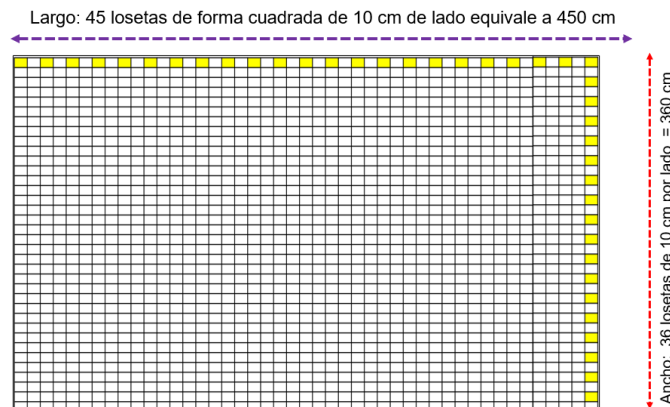 Largo: 45 losetas de forma cuadrada de 10 cm de lado equivale a 450 cm
Ancho: 36 losetas de 10 cm por lado = 360 cm